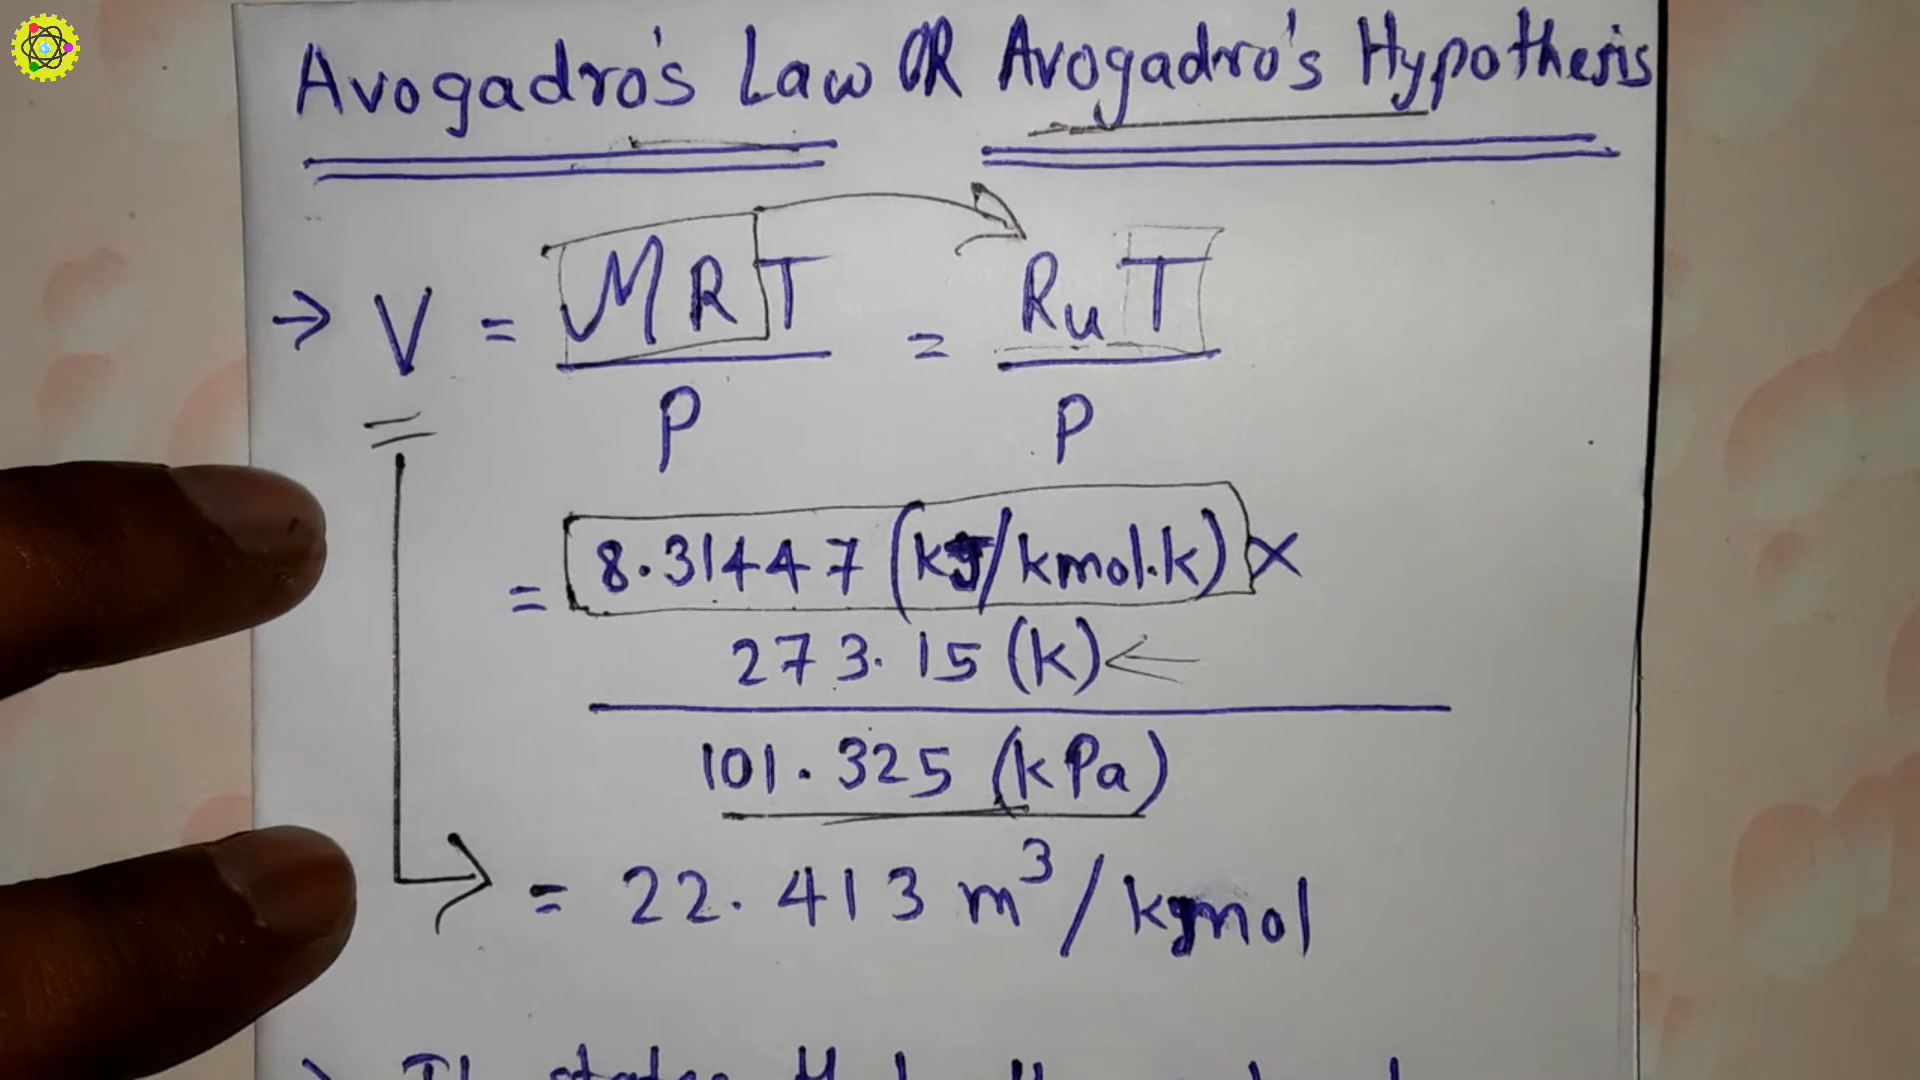 Avogadro's Law OR Avogadro's Hypothesis
→ V = MRT / P = RuT / P
= 8.31447 (kJ/kmol.k) ×
273.15 (k) ←
101.325 (kPa)
= 22.413 m³/kgmol